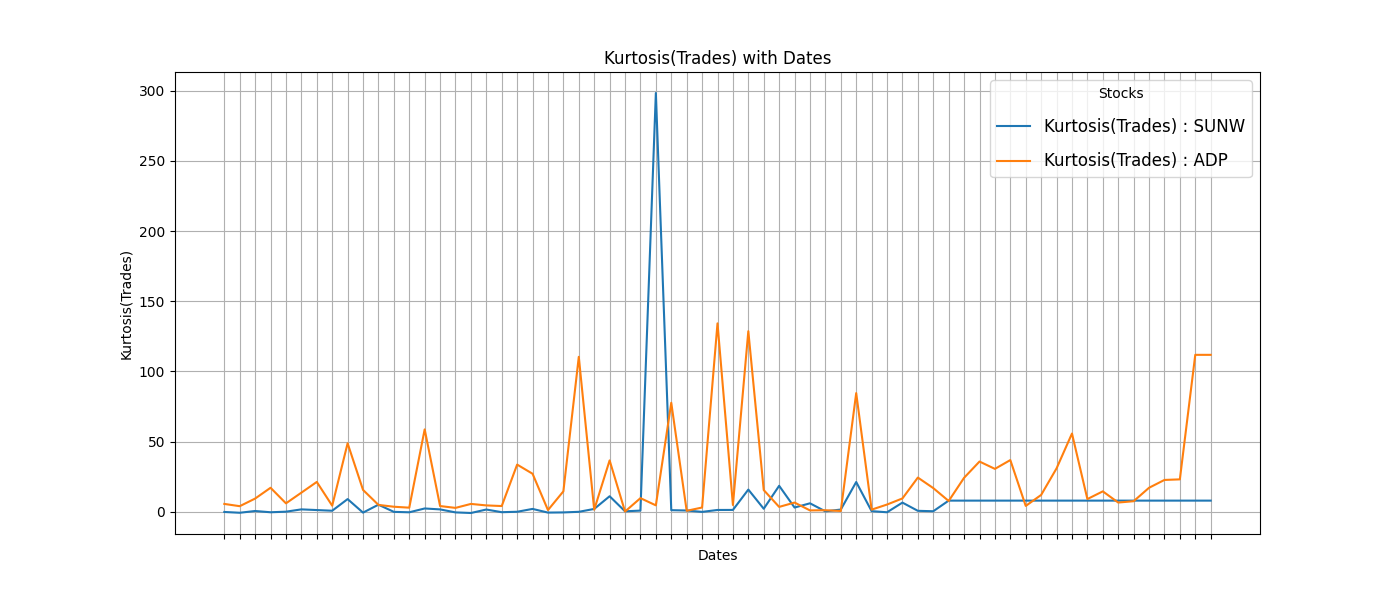 Kurtosis(Trades) with Dates
Stocks
Kurtosis(Trades) : SUNW
Kurtosis(Trades) : ADP
Kurtosis(Trades)
300
250
200
150
100
50
0
Dates